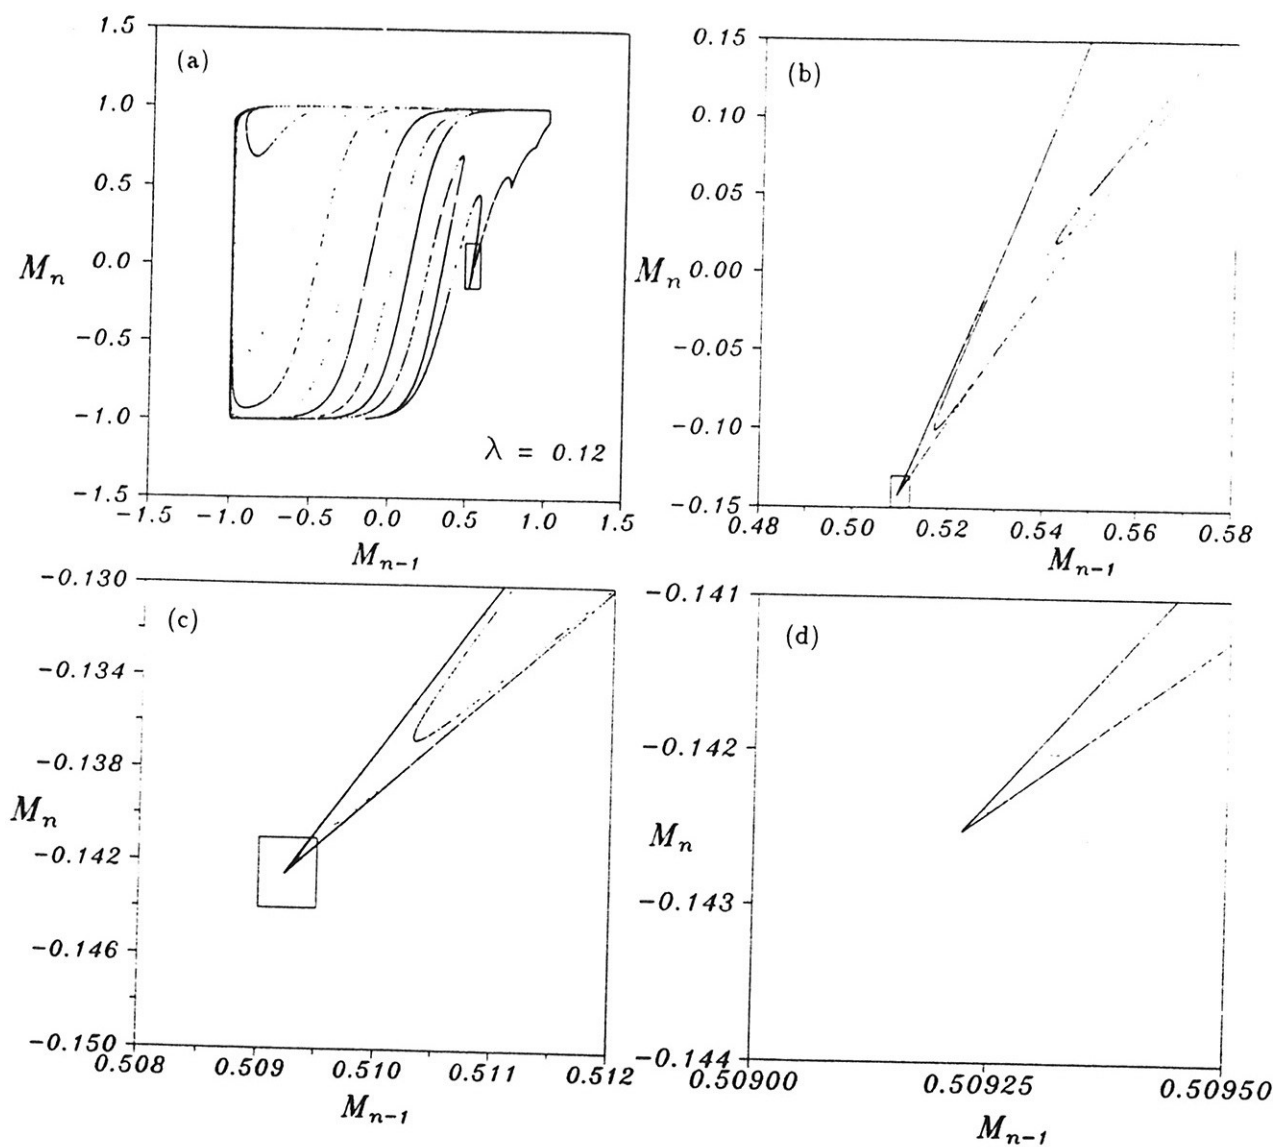 (a)
1.5
1.0
0.5
0.0
−0.5
−1.0
−1.5
M_n
λ = 0.12
−1.5 −1.0 −0.5 0.0 0.5 1.0 1.5
M_{n−1}
(b)
0.15
0.10
0.05
0.00
−0.05
−0.10
−0.15
M_n
0.48 0.50 0.52 0.54 0.56 0.58
M_{n−1}
(c)
−0.130
−0.134
−0.138
−0.142
−0.146
−0.150
M_n
0.508 0.509 0.510 0.511 0.512
M_{n−1}
(d)
−0.141
−0.142
−0.143
−0.144
M_n
0.50900 0.50925 0.50950
M_{n−1}